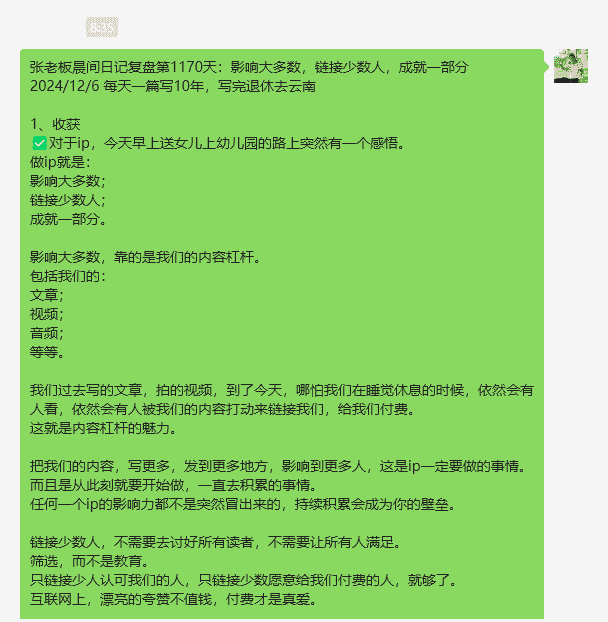 8:35
张老板晨间日记复盘第1170天：影响大多数，链接少数人，成就一部分
2024/12/6 每天一篇写10年，写完退休去云南
1、收获
✅对于ip，今天早上送女儿上幼儿园的路上突然有一个感悟。
做ip就是：
影响大多数；
链接少数人；
成就一部分。
影响大多数，靠的是我们的内容杠杆。
包括我们的：
文章；
视频；
音频；
等等。
我们过去写的文章，拍的视频，到了今天，哪怕我们在睡觉休息的时候，依然会有
人看，依然会有人被我们的内容打动来链接我们，给我们付费。
这就是内容杠杆的魅力。
把我们的内容，写更多，发到更多地方，影响到更多人，这是ip一定要做的事情。
而且是从此刻就要开始做，一直去积累的事情。
任何一个ip的影响力都不是突然冒出来的，持续积累会成为你的壁垒。
链接少数人，不需要去讨好所有读者，不需要让所有人满足。
筛选，而不是教育。
只链接少人认可我们的人，只链接少数愿意给我们付费的人，就够了。
互联网上，漂亮的夸赞不值钱，付费才是真爱。